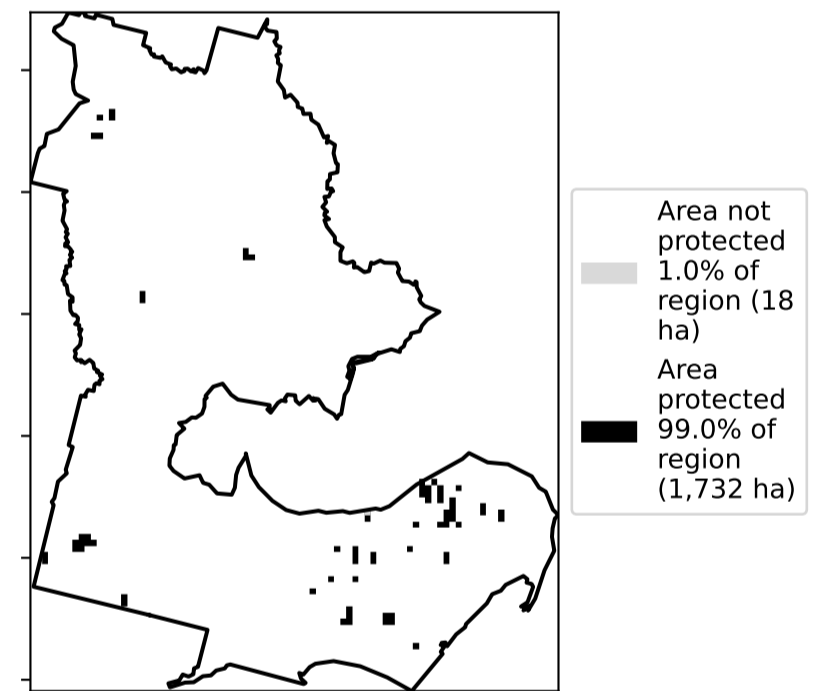 Area not
protected
1.0% of
region (18
ha)
Area
protected
99.0% of
region
(1,732 ha)